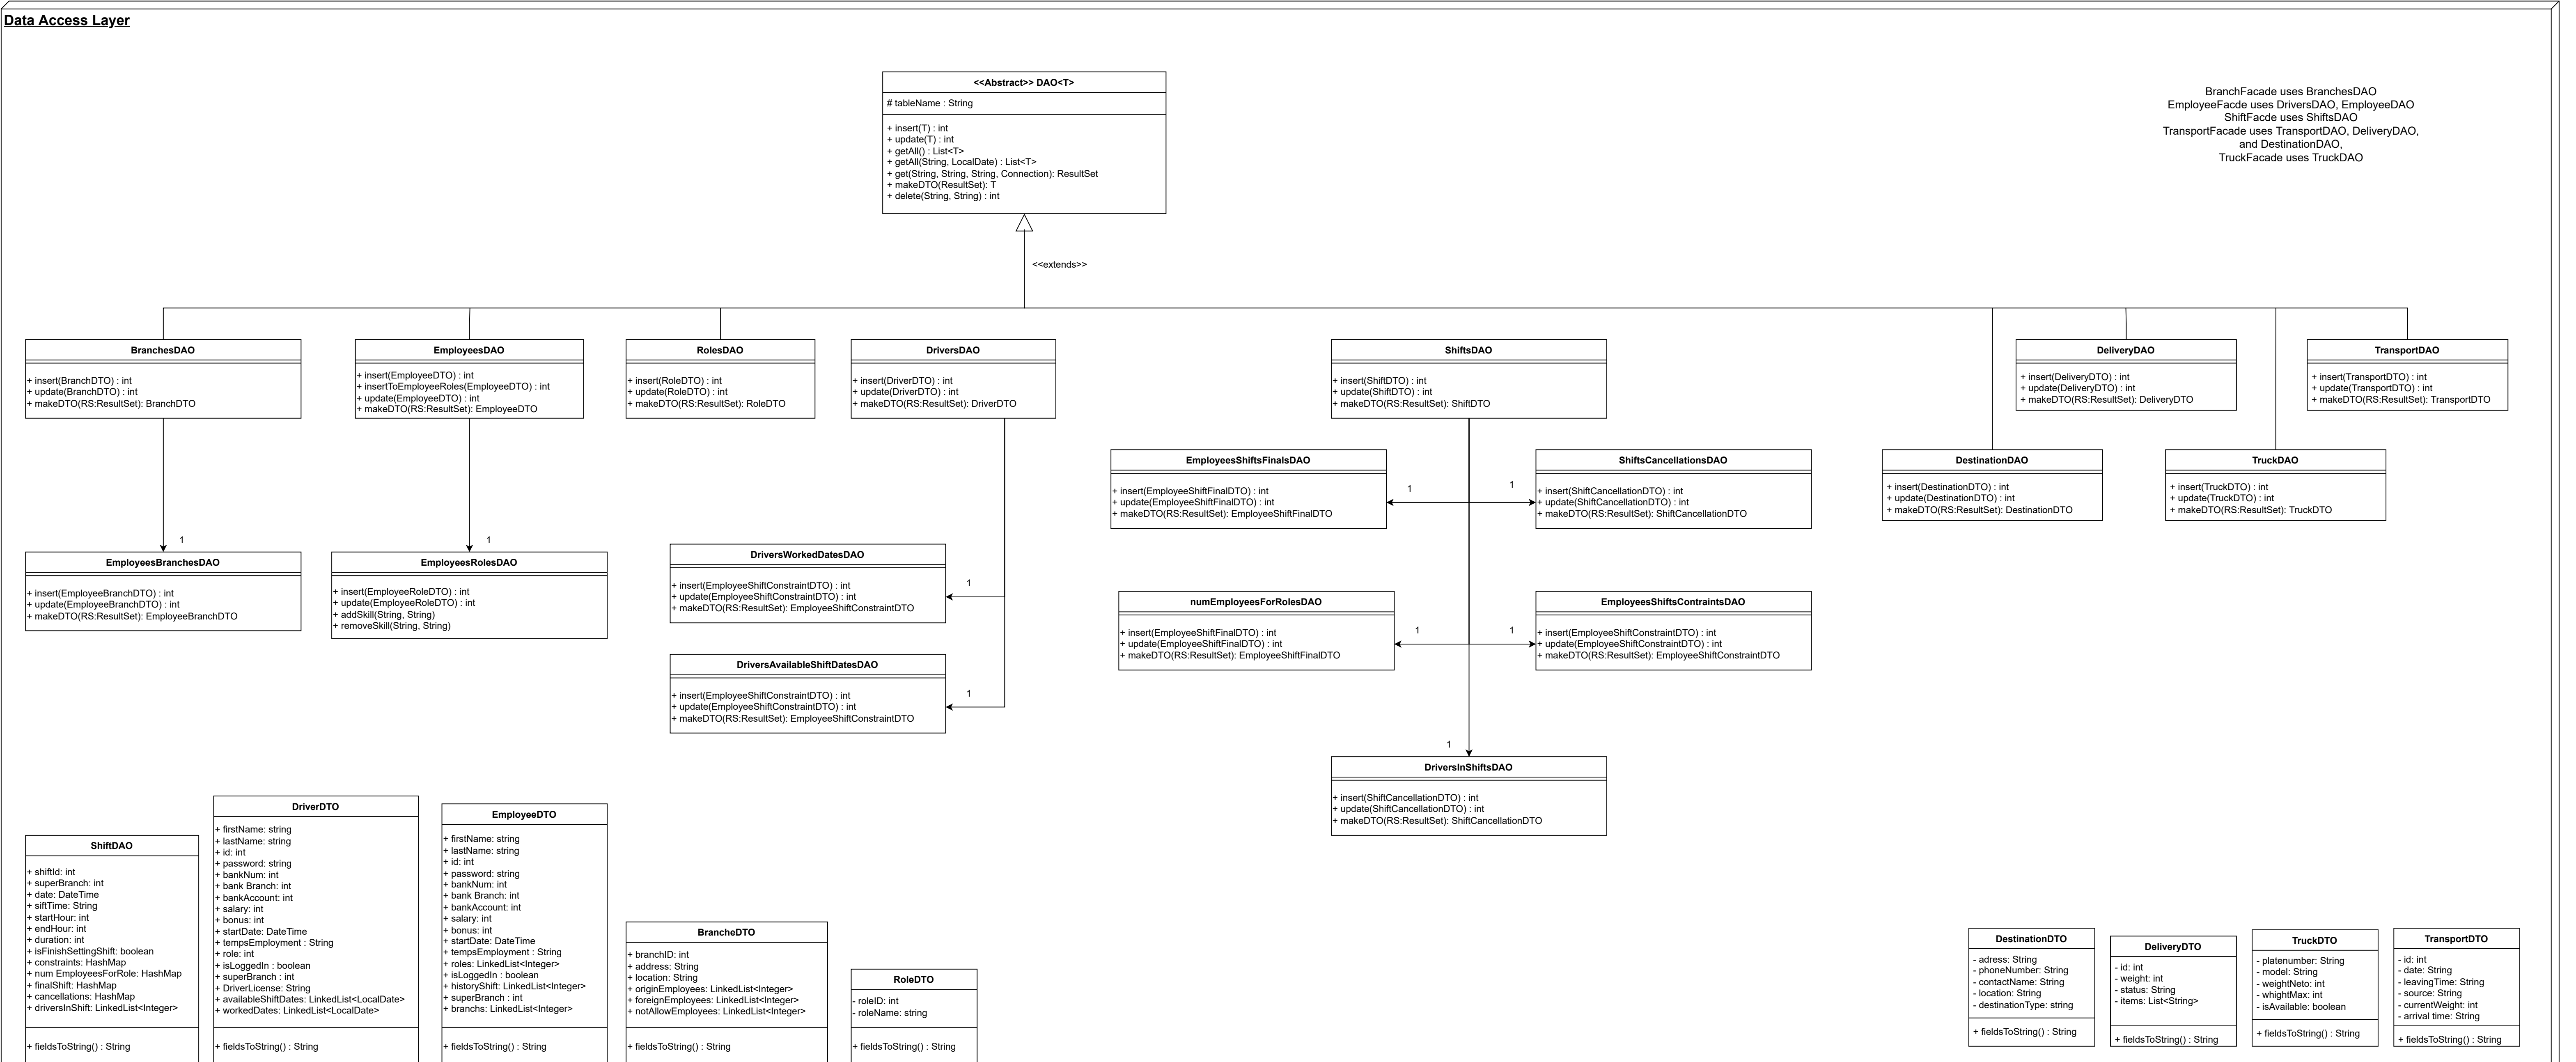 Data Access Layer
<<Abstract>> DAO<T>
# tableName : String
+ insert(T) : int
+ update(T) : int
+ getAll() : List<T>
+ getAll(String, LocalDate) : List<T>
+ get(String, String, String, Connection): ResultSet
+ makeDTO(ResultSet): T
+ delete(String, String) : int
BranchFacade uses BranchesDAO
EmployeeFacde uses DriversDAO, EmployeeDAO
ShiftFacde uses ShiftsDAO
TransportFacade uses TransportDAO, DeliveryDAO,
and DestinationDAO,
TruckFacade uses TruckDAO
<<extends>>
BranchesDAO
+ insert(BranchDTO) : int
+ update(BranchDTO) : int
+ makeDTO(RS:ResultSet): BranchDTO
EmployeesDAO
+ insert(EmployeeDTO) : int
+ insertToEmployeeRoles(EmployeeDTO) : int
+ update(EmployeeDTO) : int
+ makeDTO(RS:ResultSet): EmployeeDTO
RolesDAO
+ insert(RoleDTO) : int
+ update(RoleDTO) : int
+ makeDTO(RS:ResultSet): RoleDTO
DriversDAO
+ insert(DriverDTO) : int
+ update(DriverDTO) : int
+ makeDTO(RS:ResultSet): DriverDTO
ShiftsDAO
+ insert(ShiftDTO) : int
+ update(ShiftDTO) : int
+ makeDTO(RS:ResultSet): ShiftDTO
DeliveryDAO
+ insert(DeliveryDTO) : int
+ update(DeliveryDTO) : int
+ makeDTO(RS:ResultSet): DeliveryDTO
TransportDAO
+ insert(TransportDTO) : int
+ update(TransportDTO) : int
+ makeDTO(RS:ResultSet): TransportDTO
EmployeesShiftsFinalsDAO
+ insert(EmployeeShiftFinalDTO) : int
+ update(EmployeeShiftFinalDTO) : int
+ makeDTO(RS:ResultSet): EmployeeShiftFinalDTO
1
1
ShiftsCancellationsDAO
+ insert(ShiftCancellationDTO) : int
+ update(ShiftCancellationDTO) : int
+ makeDTO(RS:ResultSet): ShiftCancellationDTO
DestinationDAO
+ insert(DestinationDTO) : int
+ update(DestinationDTO) : int
+ makeDTO(RS:ResultSet): DestinationDTO
TruckDAO
+ insert(TruckDTO) : int
+ update(TruckDTO) : int
+ makeDTO(RS:ResultSet): TruckDTO
1
EmployeesBranchesDAO
+ insert(EmployeeBranchDTO) : int
+ update(EmployeeBranchDTO) : int
+ makeDTO(RS:ResultSet): EmployeeBranchDTO
1
EmployeesRolesDAO
+ insert(EmployeeRoleDTO) : int
+ update(EmployeeRoleDTO) : int
+ addSkill(String, String)
+ removeSkill(String, String)
DriversWorkedDatesDAO
+ insert(EmployeeShiftConstraintDTO) : int
+ update(EmployeeShiftConstraintDTO) : int
+ makeDTO(RS:ResultSet): EmployeeShiftConstraintDTO
1
numEmployeesForRolesDAO
+ insert(EmployeeShiftFinalDTO) : int
+ update(EmployeeShiftFinalDTO) : int
+ makeDTO(RS:ResultSet): EmployeeShiftFinalDTO
1
1
EmployeesShiftsContraintsDAO
+ insert(EmployeeShiftConstraintDTO) : int
+ update(EmployeeShiftConstraintDTO) : int
+ makeDTO(RS:ResultSet): EmployeeShiftConstraintDTO
DriversAvailableShiftDatesDAO
+ insert(EmployeeShiftConstraintDTO) : int
+ update(EmployeeShiftConstraintDTO) : int
+ makeDTO(RS:ResultSet): EmployeeShiftConstraintDTO
1
1
DriversInShiftsDAO
+ insert(ShiftCancellationDTO) : int
+ update(ShiftCancellationDTO) : int
+ makeDTO(RS:ResultSet): ShiftCancellationDTO
ShiftDAO
+ shiftId: int
+ superBranch: int
+ date: DateTime
+ siftTime: String
+ startHour: int
+ endHour: int
+ duration: int
+ isFinishSettingShift: boolean
+ constraints: HashMap
+ num EmployeesForRole: HashMap
+ finalShift: HashMap
+ cancellations: HashMap
+ driversInShift: LinkedList<Integer>
+ fieldsToString() : String
DriverDTO
+ firstName: string
+ lastName: string
+ id: int
+ password: string
+ bankNum: int
+ bank Branch: int
+ bankAccount: int
+ salary: int
+ bonus: int
+ startDate: DateTime
+ tempsEmployment : String
+ role: int
+ isLoggedIn : boolean
+ superBranch : int
+ DriverLicense: String
+ availableShiftDates: LinkedList<LocalDate>
+ workedDates: LinkedList<LocalDate>
+ fieldsToString() : String
EmployeeDTO
+ firstName: string
+ lastName: string
+ id: int
+ password: string
+ bankNum: int
+ bank Branch: int
+ bankAccount: int
+ salary: int
+ bonus: int
+ startDate: DateTime
+ tempsEmployment : String
+ roles: LinkedList<Integer>
+ isLoggedIn : boolean
+ historyShift: LinkedList<Integer>
+ superBranch : int
+ branchs: LinkedList<Integer>
+ fieldsToString() : String
BrancheDTO
+ branchID: int
+ address: String
+ location: String
+ originEmployees: LinkedList<Integer>
+ foreignEmployees: LinkedList<Integer>
+ notAllowEmployees: LinkedList<Integer>
+ fieldsToString() : String
RoleDTO
- roleID: int
- roleName: string
+ fieldsToString() : String
DestinationDTO
- adress: String
- phoneNumber: String
- contactName: String
- location: String
- destinationType: string
+ fieldsToString() : String
DeliveryDTO
- id: int
- weight: int
- status: String
- items: List<String>
+ fieldsToString() : String
TruckDTO
- platenumber: String
- model: String
- weightNeto: int
- whightMax: int
- isAvailable: boolean
+ fieldsToString() : String
TransportDTO
- id: int
- date: String
- leavingTime: String
- source: String
- currentWeight: int
- arrival time: String
+ fieldsToString() : String